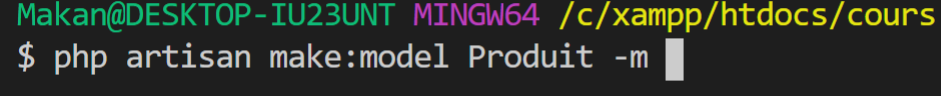 Makan@DESKTOP-IU23UNT MINGW64 /c/xampp/htdocs/cours
$ php artisan make:model Produit -m